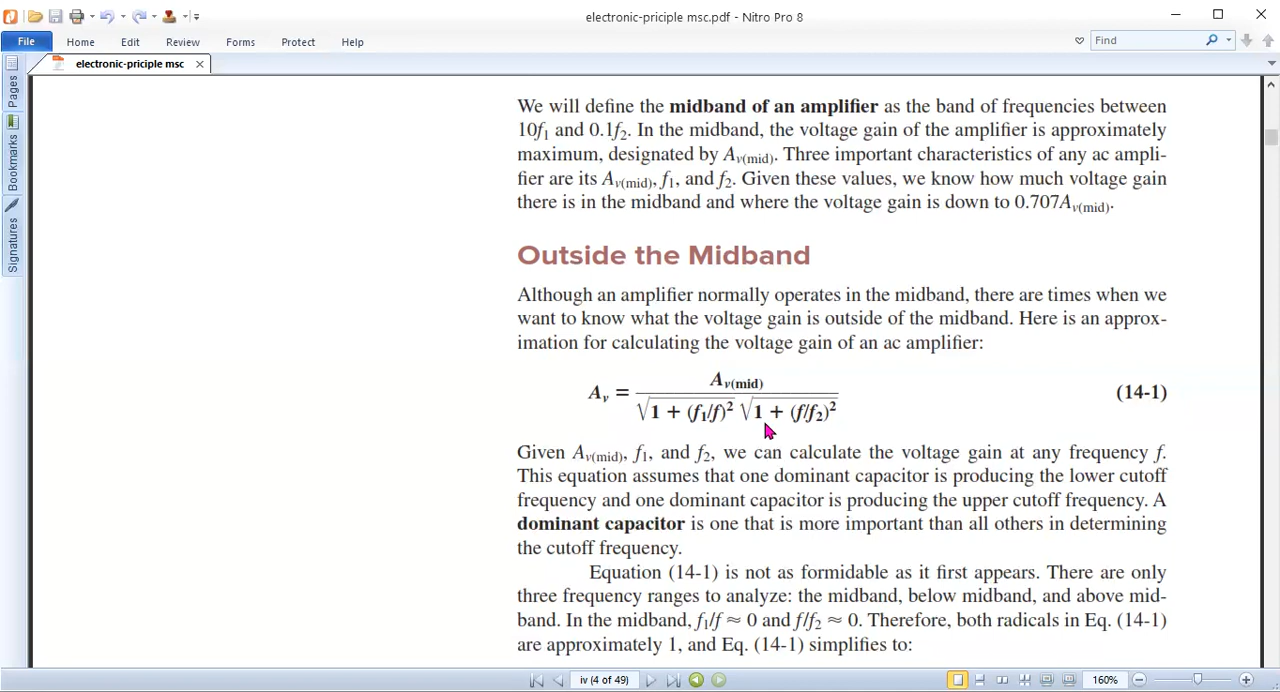 electronic-priciple msc.pdf - Nitro Pro 8
File Home Edit Review Forms Protect Help Find
electronic-priciple msc
Pages
Bookmarks
Signatures
We will define the midband of an amplifier as the band of frequencies between
10f₁ and 0.1f₂. In the midband, the voltage gain of the amplifier is approximately
maximum, designated by Av(mid). Three important characteristics of any ac ampli-
fier are its Av(mid), f₁, and f₂. Given these values, we know how much voltage gain
there is in the midband and where the voltage gain is down to 0.707Av(mid).
Outside the Midband
Although an amplifier normally operates in the midband, there are times when we
want to know what the voltage gain is outside of the midband. Here is an approx-
imation for calculating the voltage gain of an ac amplifier:
Av = Av(mid) / √1 + (f₁/f)² √1 + (f/f₂)² (14-1)
Given Av(mid), f₁, and f₂, we can calculate the voltage gain at any frequency f.
This equation assumes that one dominant capacitor is producing the lower cutoff
frequency and one dominant capacitor is producing the upper cutoff frequency. A
dominant capacitor is one that is more important than all others in determining
the cutoff frequency.
Equation (14-1) is not as formidable as it first appears. There are only
three frequency ranges to analyze: the midband, below midband, and above mid-
band. In the midband, f₁/f ≈ 0 and f/f₂ ≈ 0. Therefore, both radicals in Eq. (14-1)
are approximately 1, and Eq. (14-1) simplifies to:
iv (4 of 49) 160%